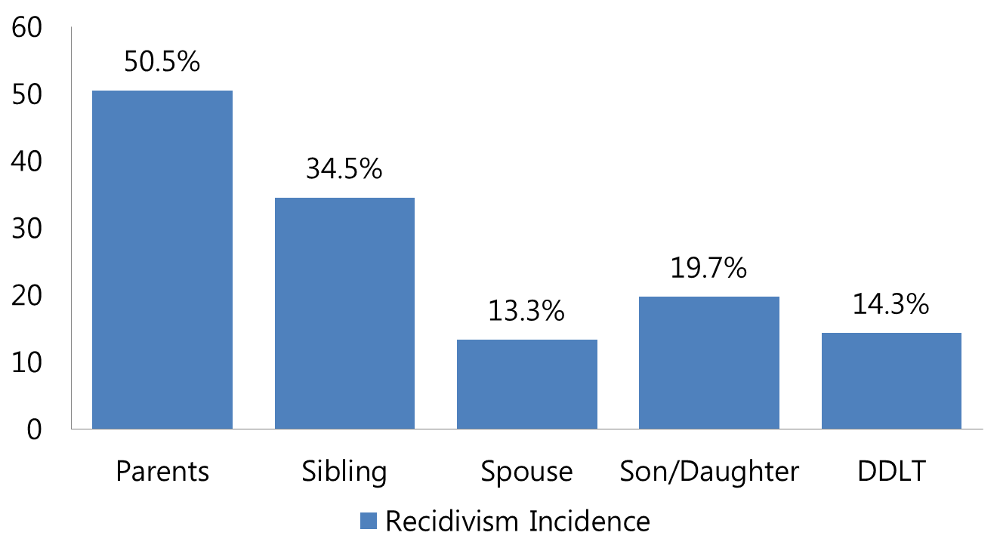 60
50
40
30
20
10
0
50.5%
34.5%
13.3%
19.7%
14.3%
Parents
Sibling
Spouse
Son/Daughter
DDLT
Recidivism Incidence